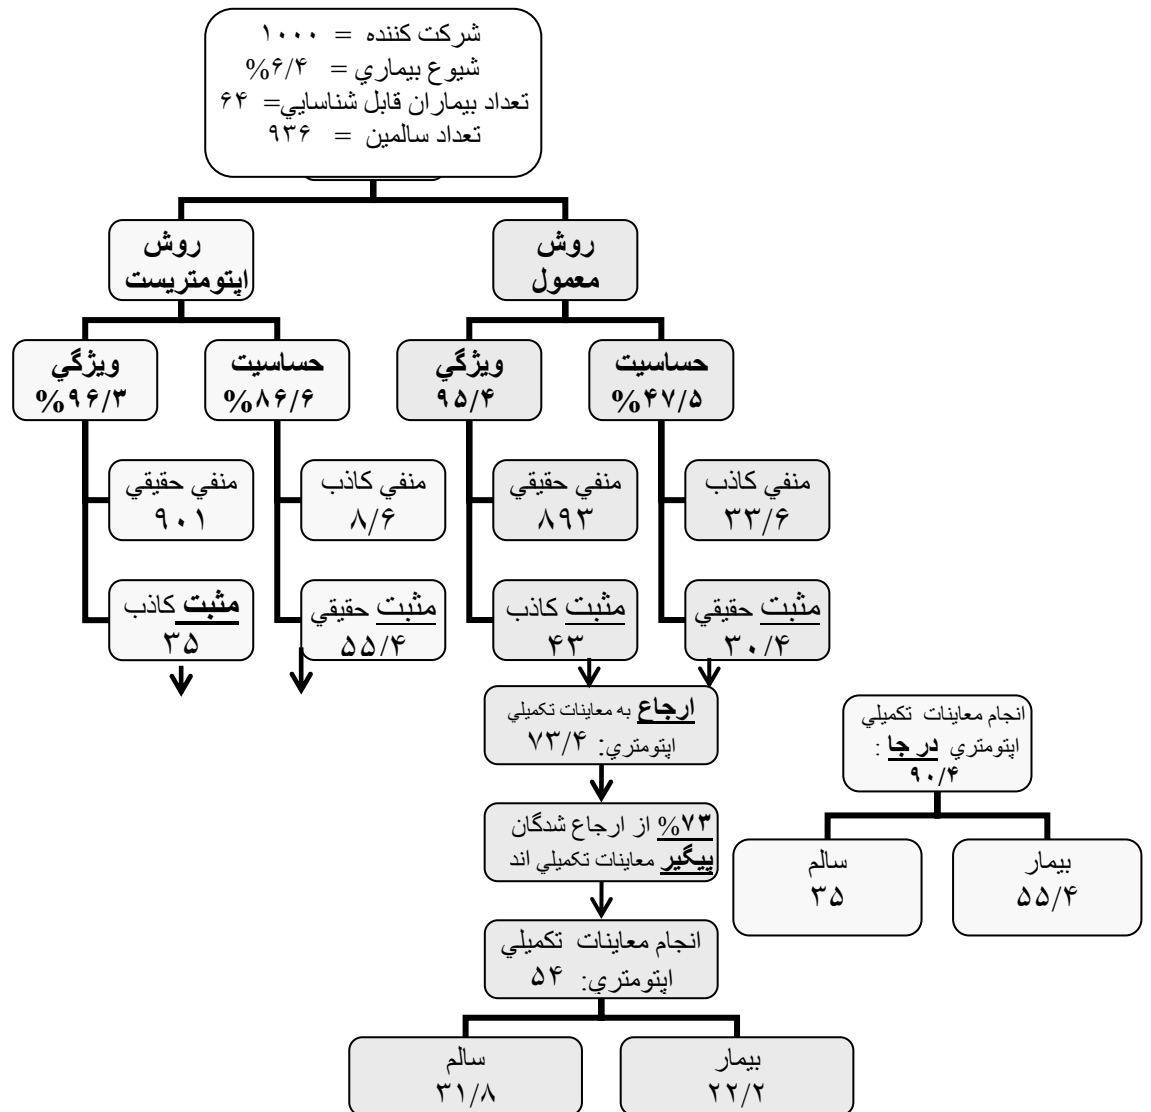 شركت كننده = ۱۰۰۰
شيوع بيماري = ۶/۴%
تعداد بيماران قابل شناسايي= ۶۴
تعداد سالمين = ۹۳۶
روش
معمول
روش
اپتومتريست
حساسيت
%۴۷/۵
ويژگي
۹۵/۴
حساسيت
%۸۶/۶
ويژگي
%۹۶/۳
منفي كاذب
۳۳/۶
منفي حقيقي
۸۹۳
منفي كاذب
۸/۶
منفي حقيقي
۹۰۱
مثبت حقيقي
۳۰/۴
مثبت كاذب
۴۳
مثبت حقيقي
۵۵/۴
مثبت كاذب
۳۵
ارجاع به معاينات تكميلي
اپتومتري: ۷۳/۴
انجام معاينات تكميلي
اپتومتري در جا :
۹۰/۴
%۷۳ از ارجاع شدگان
پيگير معاينات تكميلي اند
بيمار
۵۵/۴
سالم
۳۵
انجام معاينات تكميلي
اپتومتري: ۵۴
بيمار
۲۲/۲
سالم
۳۱/۸